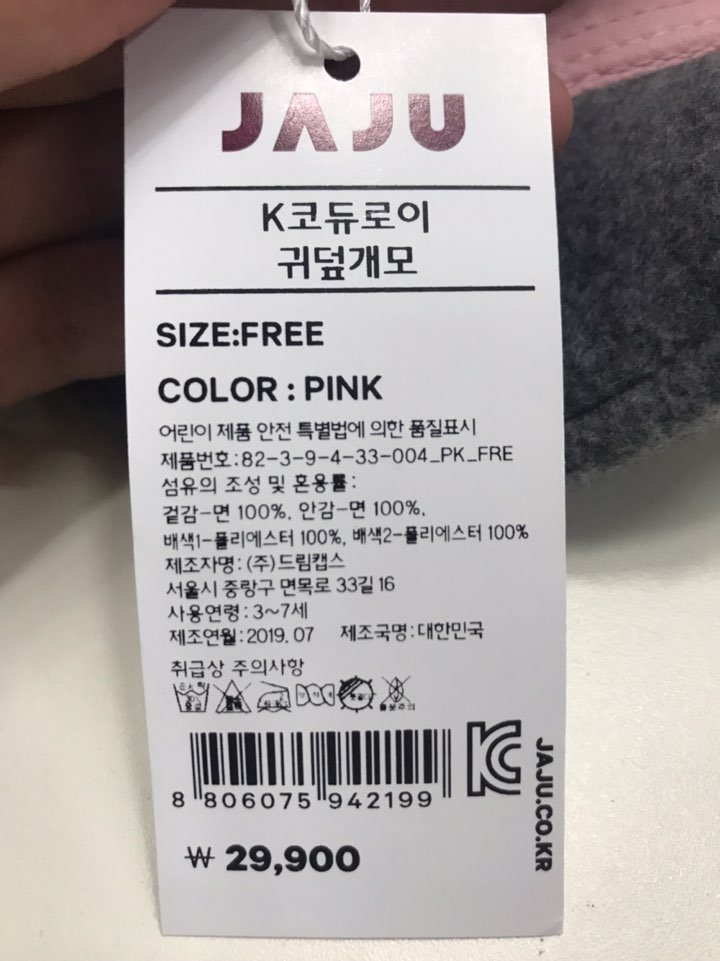 JAJU
K코듀로이
귀덮개모
SIZE:FREE
COLOR : PINK
어린이 제품 안전 특별법에 의한 품질표시
제품번호:82-3-9-4-33-004_PK_FRE
섬유의 조성 및 혼용률:
겉감-면 100%, 안감-면 100%,
배색1-폴리에스터 100%, 배색2-폴리에스터 100%
제조자명: (주)드림캡스
서울시 중랑구 면목로 33길 16
사용연령: 3~7세
제조연월:2019. 07 제조국명:대한민국
취급상 주의사항
8 806075 942199
KC
JAJU.CO.KR
₩ 29,900